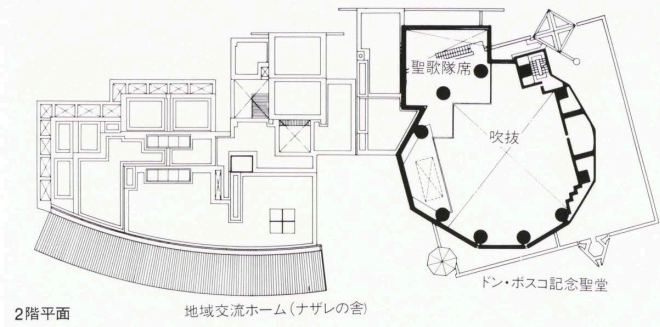 聖歌隊席
吹抜
ドン・ボスコ記念聖堂
地域交流ホーム(ナザレの舎)
2階平面